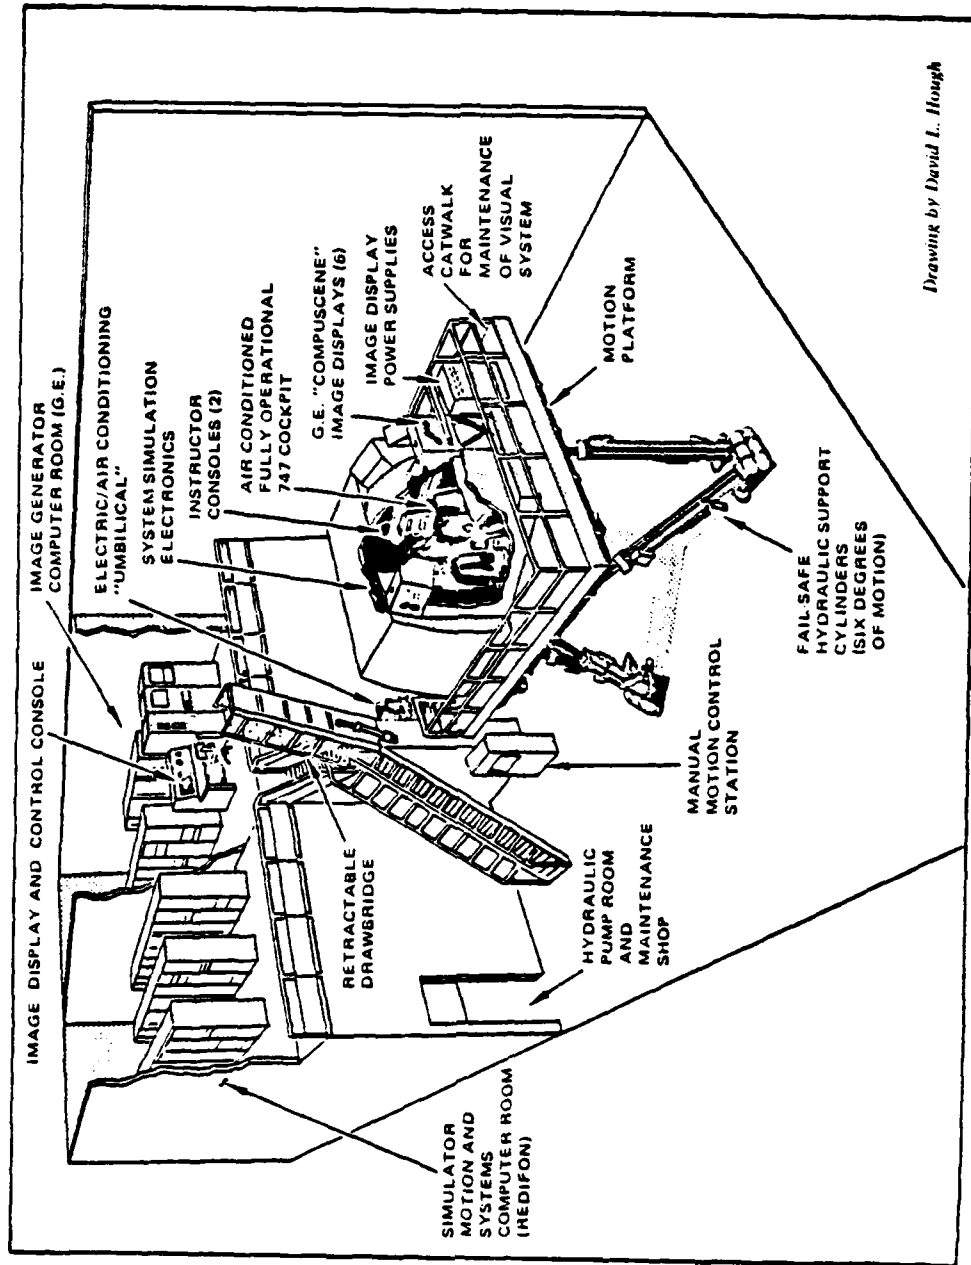 IMAGE DISPLAY AND CONTROL CONSOLE
IMAGE GENERATOR
COMPUTER ROOM (G.E.)
ELECTRIC/AIR CONDITIONING
"UMBILICAL"
SYSTEM SIMULATION
ELECTRONICS
INSTRUCTOR
CONSOLES (2)
AIR CONDITIONED
FULLY OPERATIONAL
747 COCKPIT
G.E. "COMPUSCENE"
IMAGE DISPLAYS (6)
IMAGE DISPLAY
POWER SUPPLIES
ACCESS
CATWALK
FOR
MAINTENANCE
OF VISUAL
SYSTEM
MOTION
PLATFORM
FAIL-SAFE
HYDRAULIC SUPPORT
CYLINDERS
(SIX DEGREES
OF MOTION)
MANUAL
MOTION CONTROL
STATION
RETRACTABLE
DRAWBRIDGE
HYDRAULIC
PUMP ROOM
AND
MAINTENANCE
SHOP
SIMULATOR
MOTION AND
SYSTEMS
COMPUTER ROOM
(REDIFON)
Drawing by David L. Hough